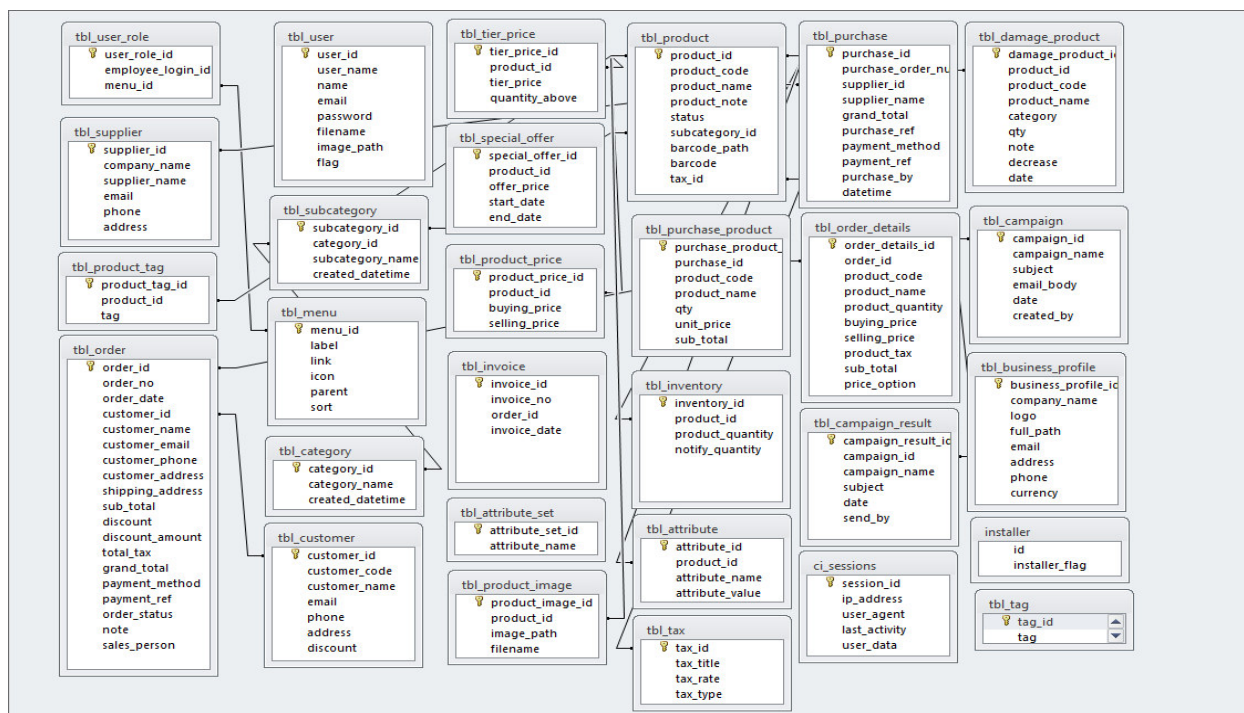 tbl_user_role
user_role_id
employee_login_id
menu_id
tbl_supplier
supplier_id
company_name
supplier_name
email
phone
address
tbl_product_tag
product_tag_id
product_id
tag
tbl_order
order_id
order_no
order_date
customer_id
customer_name
customer_email
customer_phone
customer_address
shipping_address
sub_total
discount
discount_amount
total_tax
grand_total
payment_method
payment_ref
order_status
note
sales_person
tbl_user
user_id
user_name
name
email
password
filename
image_path
flag
tbl_subcategory
subcategory_id
category_id
subcategory_name
created_datetime
tbl_menu
menu_id
label
link
icon
parent
sort
tbl_category
category_id
category_name
created_datetime
tbl_customer
customer_id
customer_code
customer_name
email
phone
address
discount
tbl_tier_price
tier_price_id
product_id
tier_price
quantity_above
tbl_special_offer
special_offer_id
product_id
offer_price
start_date
end_date
tbl_product_price
product_price_id
product_id
buying_price
selling_price
tbl_invoice
invoice_id
invoice_no
order_id
invoice_date
tbl_attribute_set
attribute_set_id
attribute_name
tbl_product_image
product_image_id
product_id
image_path
filename
tbl_product
product_id
product_code
product_name
product_note
status
subcategory_id
barcode_path
barcode
tax_id
tbl_purchase_product
purchase_product_
purchase_id
product_code
product_name
qty
unit_price
sub_total
tbl_inventory
inventory_id
product_id
product_quantity
notify_quantity
tbl_attribute
attribute_id
product_id
attribute_name
attribute_value
tbl_tax
tax_id
tax_title
tax_rate
tax_type
tbl_purchase
purchase_id
purchase_order_nu
supplier_id
supplier_name
grand_total
purchase_ref
payment_method
payment_ref
purchase_by
datetime
tbl_order_details
order_details_id
order_id
product_code
product_name
product_quantity
buying_price
selling_price
product_tax
sub_total
price_option
tbl_campaign_result
campaign_result_id
campaign_id
campaign_name
subject
date
send_by
ci_sessions
session_id
ip_address
user_agent
last_activity
user_data
tbl_damage_product
damage_product_id
product_id
product_code
product_name
category
qty
note
decrease
date
tbl_campaign
campaign_id
campaign_name
subject
email_body
date
created_by
tbl_business_profile
business_profile_id
company_name
logo
full_path
email
address
phone
currency
installer
id
installer_flag
tbl_tag
tag_id
tag